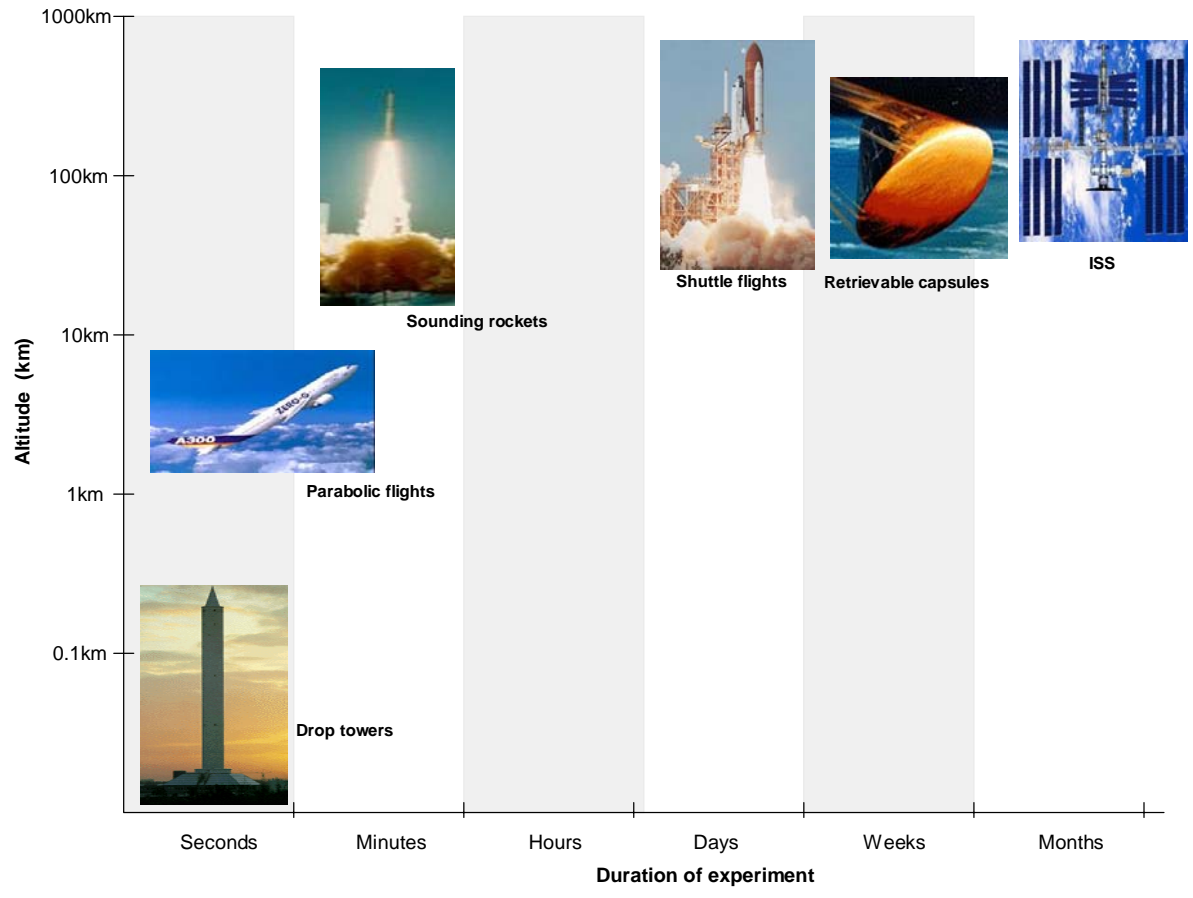 1000km
100km
10km
1km
0.1km
Altitude (km)
Sounding rockets
Shuttle flights
Retrievable capsules
ISS
A300
ZERO-G
Parabolic flights
Drop towers
Seconds
Minutes
Hours
Days
Weeks
Months
Duration of experiment